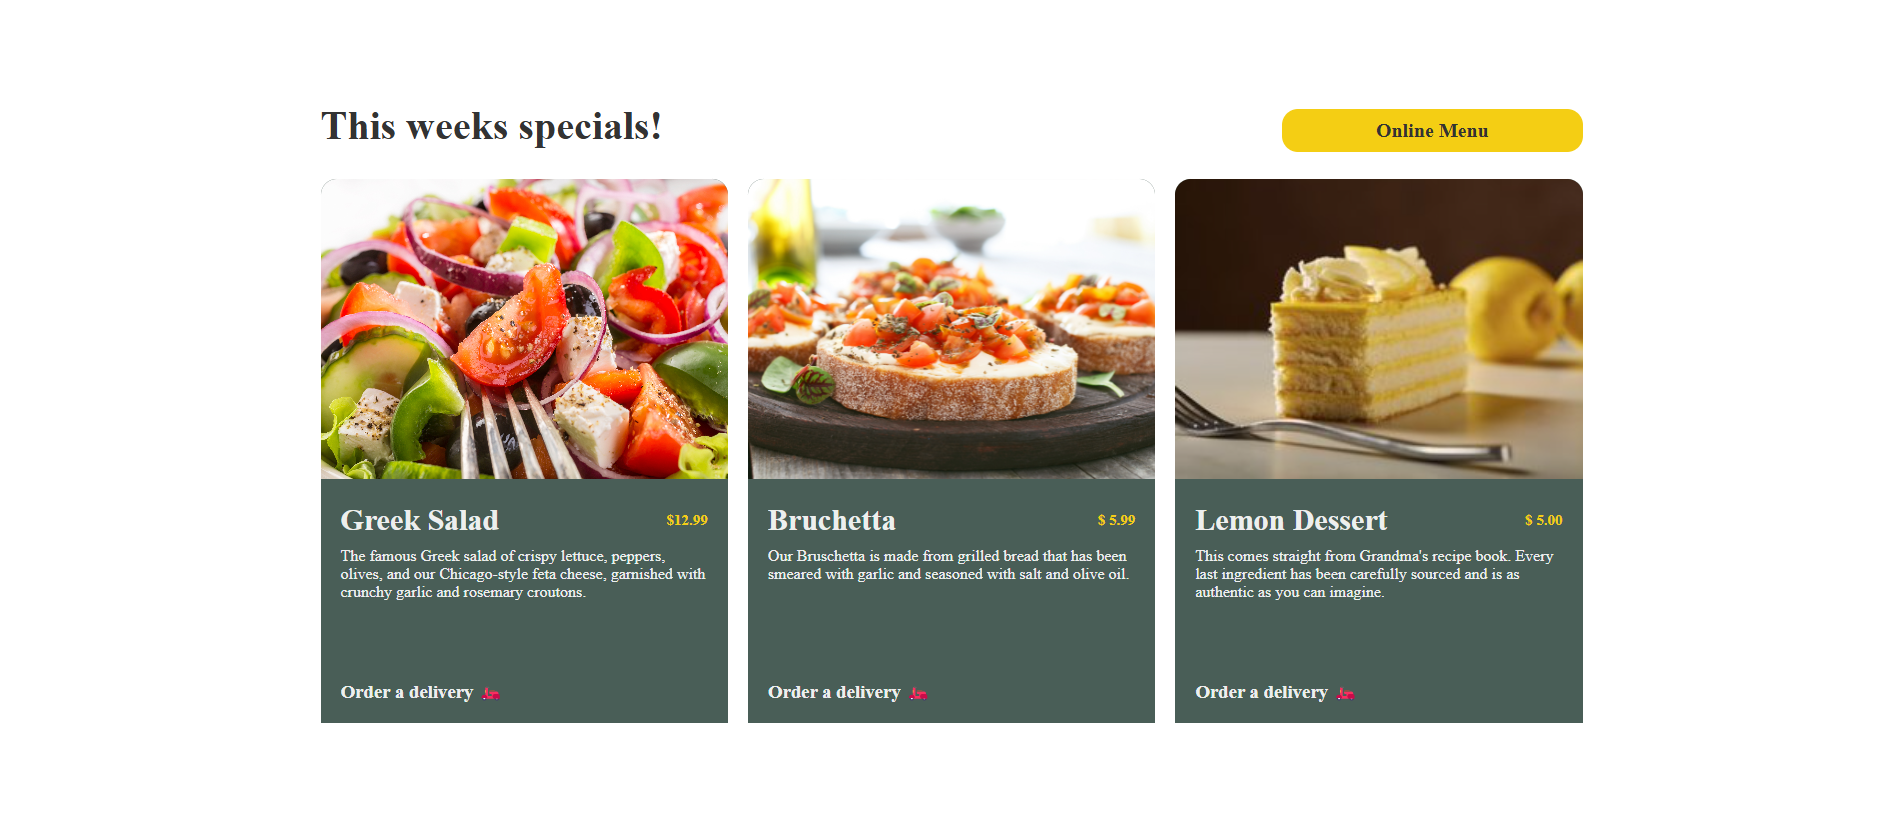 This weeks specials!
Online Menu
Greek Salad
$12.99
The famous Greek salad of crispy lettuce, peppers,
olives, and our Chicago-style feta cheese, garnished with
crunchy garlic and rosemary croutons.
Order a delivery
Bruchetta
$ 5.99
Our Bruschetta is made from grilled bread that has been
smeared with garlic and seasoned with salt and olive oil.
Order a delivery
Lemon Dessert
$ 5.00
This comes straight from Grandma's recipe book. Every
last ingredient has been carefully sourced and is as
authentic as you can imagine.
Order a delivery